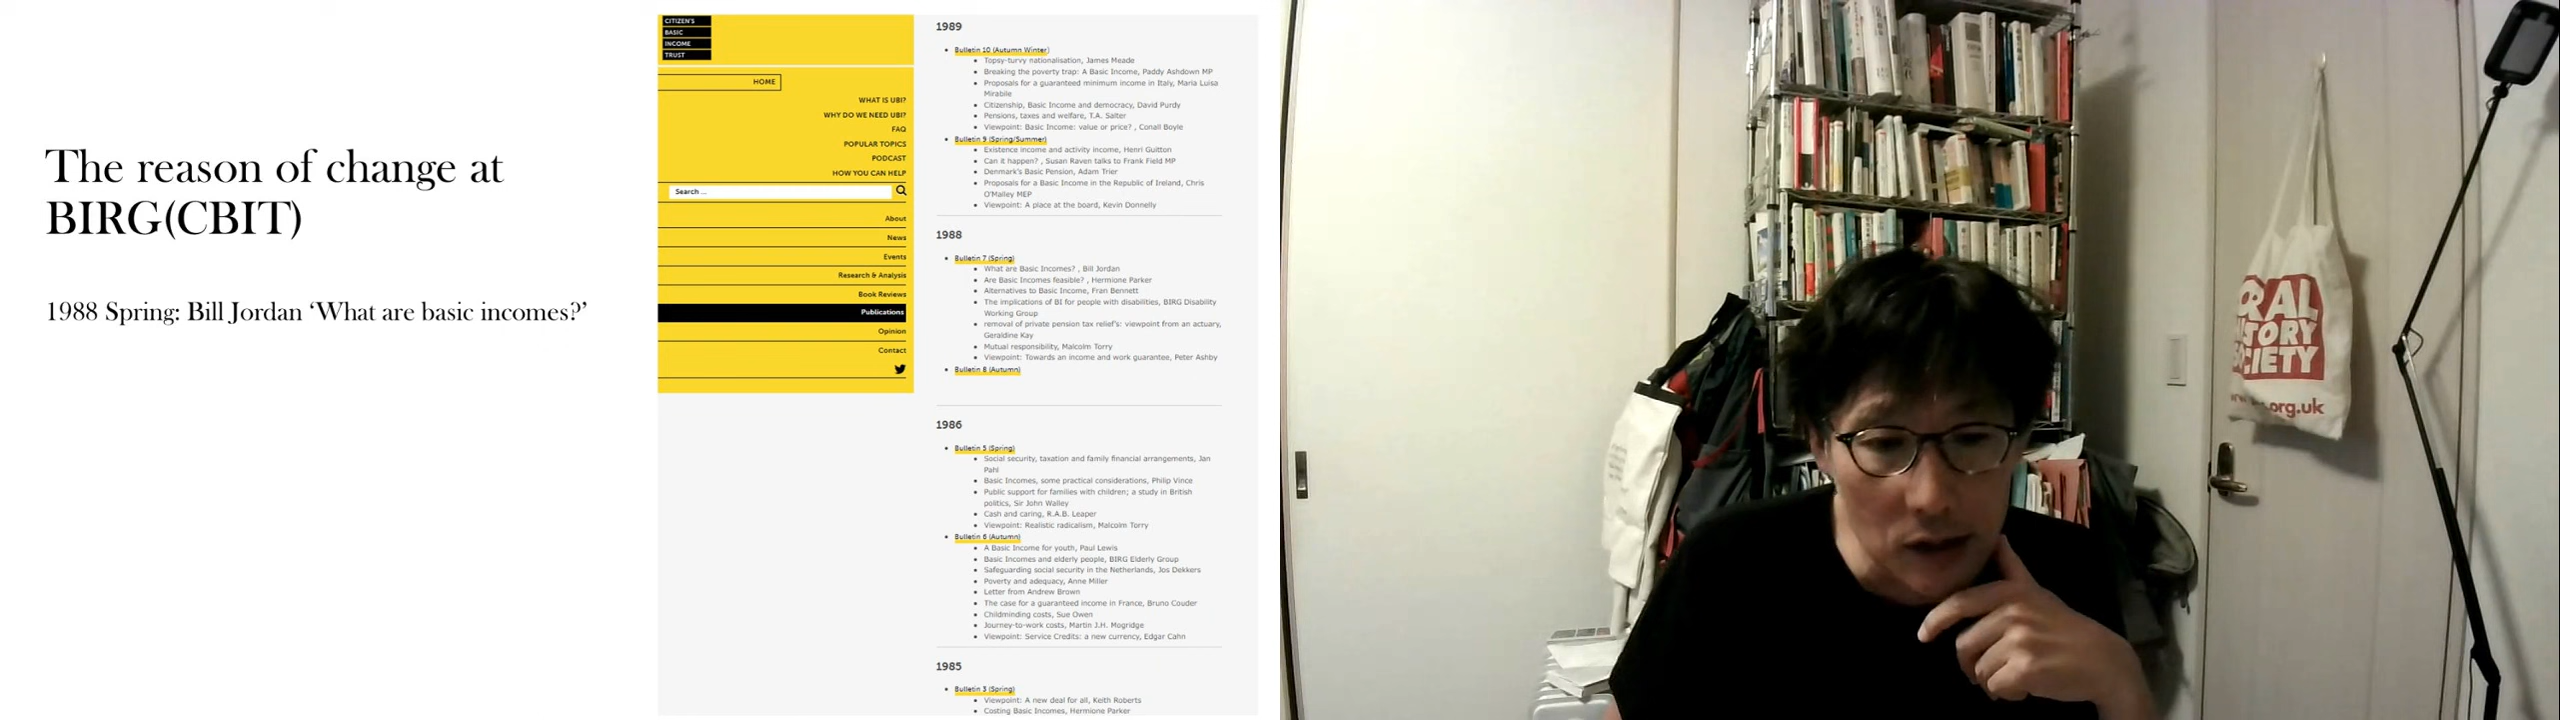 The reason of change at
BIRG(CBIT)
1988 Spring: Bill Jordan ‘What are basic incomes?’
CITIZEN'S
BASIC
INCOME
TRUST
HOME
WHAT IS UBI?
WHY DO WE NEED UBI?
FAQ
POPULAR TOPICS
PODCAST
HOW YOU CAN HELP
Search ...
About
News
Events
Research & Analysis
Book Reviews
Publications
Opinion
Contact
1989
Bulletin 10 (Autumn Winter)
Topsy-turvy nationalisation, James Meade
Breaking the poverty trap: A Basic Income, Paddy Ashdown MP
Proposals for a guaranteed minimum income in Italy, Maria Luisa
Mirabile
Citizenship, Basic Income and democracy, David Purdy
Pensions, taxes and welfare, T.A. Salter
Viewpoint: Basic Income: value or price? , Conall Boyle
Bulletin 9 (Spring/Summer)
Existence income and activity income, Henri Guitton
Can it happen? , Susan Raven talks to Frank Field MP
Denmark's Basic Pension, Adam Trier
Proposals for a Basic Income in the Republic of Ireland, Chris
O'Malley MEP
Viewpoint: A place at the board, Kevin Donnelly
1988
Bulletin 7 (Spring)
What are Basic Incomes? , Bill Jordan
Are Basic Incomes feasible? , Hermione Parker
Alternatives to Basic Income, Fran Bennett
The implications of BI for people with disabilities, BIRG Disability
Working Group
removal of private pension tax relief's: viewpoint from an actuary,
Geraldine Kay
Mutual responsibility, Malcolm Torry
Viewpoint: Towards an income and work guarantee, Peter Ashby
Bulletin 8 (Autumn)
1986
Bulletin 5 (Spring)
Social security, taxation and family financial arrangements, Jan
Pahl
Basic Incomes, some practical considerations, Philip Vince
Public support for families with children; a study in British
politics, Sir John Walley
Cash and caring, R.A.B. Leaper
Viewpoint: Realistic radicalism, Malcolm Torry
Bulletin 6 (Autumn)
A Basic Income for youth, Paul Lewis
Basic Incomes and elderly people, BIRG Elderly Group
Safeguarding social security in the Netherlands, Jos Dekkers
Poverty and adequacy, Anne Miller
Letter from Andrew Brown
The case for a guaranteed income in France, Bruno Couder
Childminding costs, Sue Owen
Journey-to-work costs, Martin J.H. Mogridge
Viewpoint: Service Credits: a new currency, Edgar Cahn
1985
Bulletin 3 (Spring)
Viewpoint: A new deal for all, Keith Roberts
Costing Basic Incomes, Hermione Parker
RAL
TORY
CIETY
.org.uk